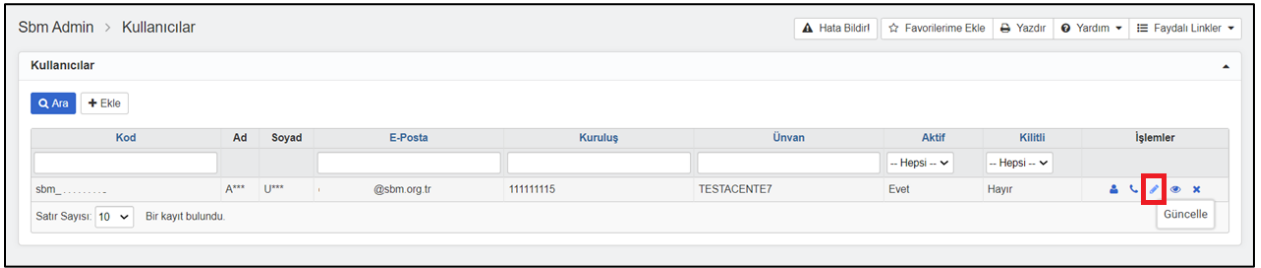 Sbm Admin > Kullanıcılar
Hata Bildir! Favorilerime Ekle Yazdır Yardım Faydalı Linkler
Kullanıcılar
Ara + Ekle
Kod Ad Soyad E-Posta Kuruluş Ünvan Aktif Kilitli İşlemler
-- Hepsi -- -- Hepsi --
sbm_ A*** U*** @sbm.org.tr 111111115 TESTACENTE7 Evet Hayır
Satır Sayısı: 10 Bir kayıt bulundu.
Güncelle